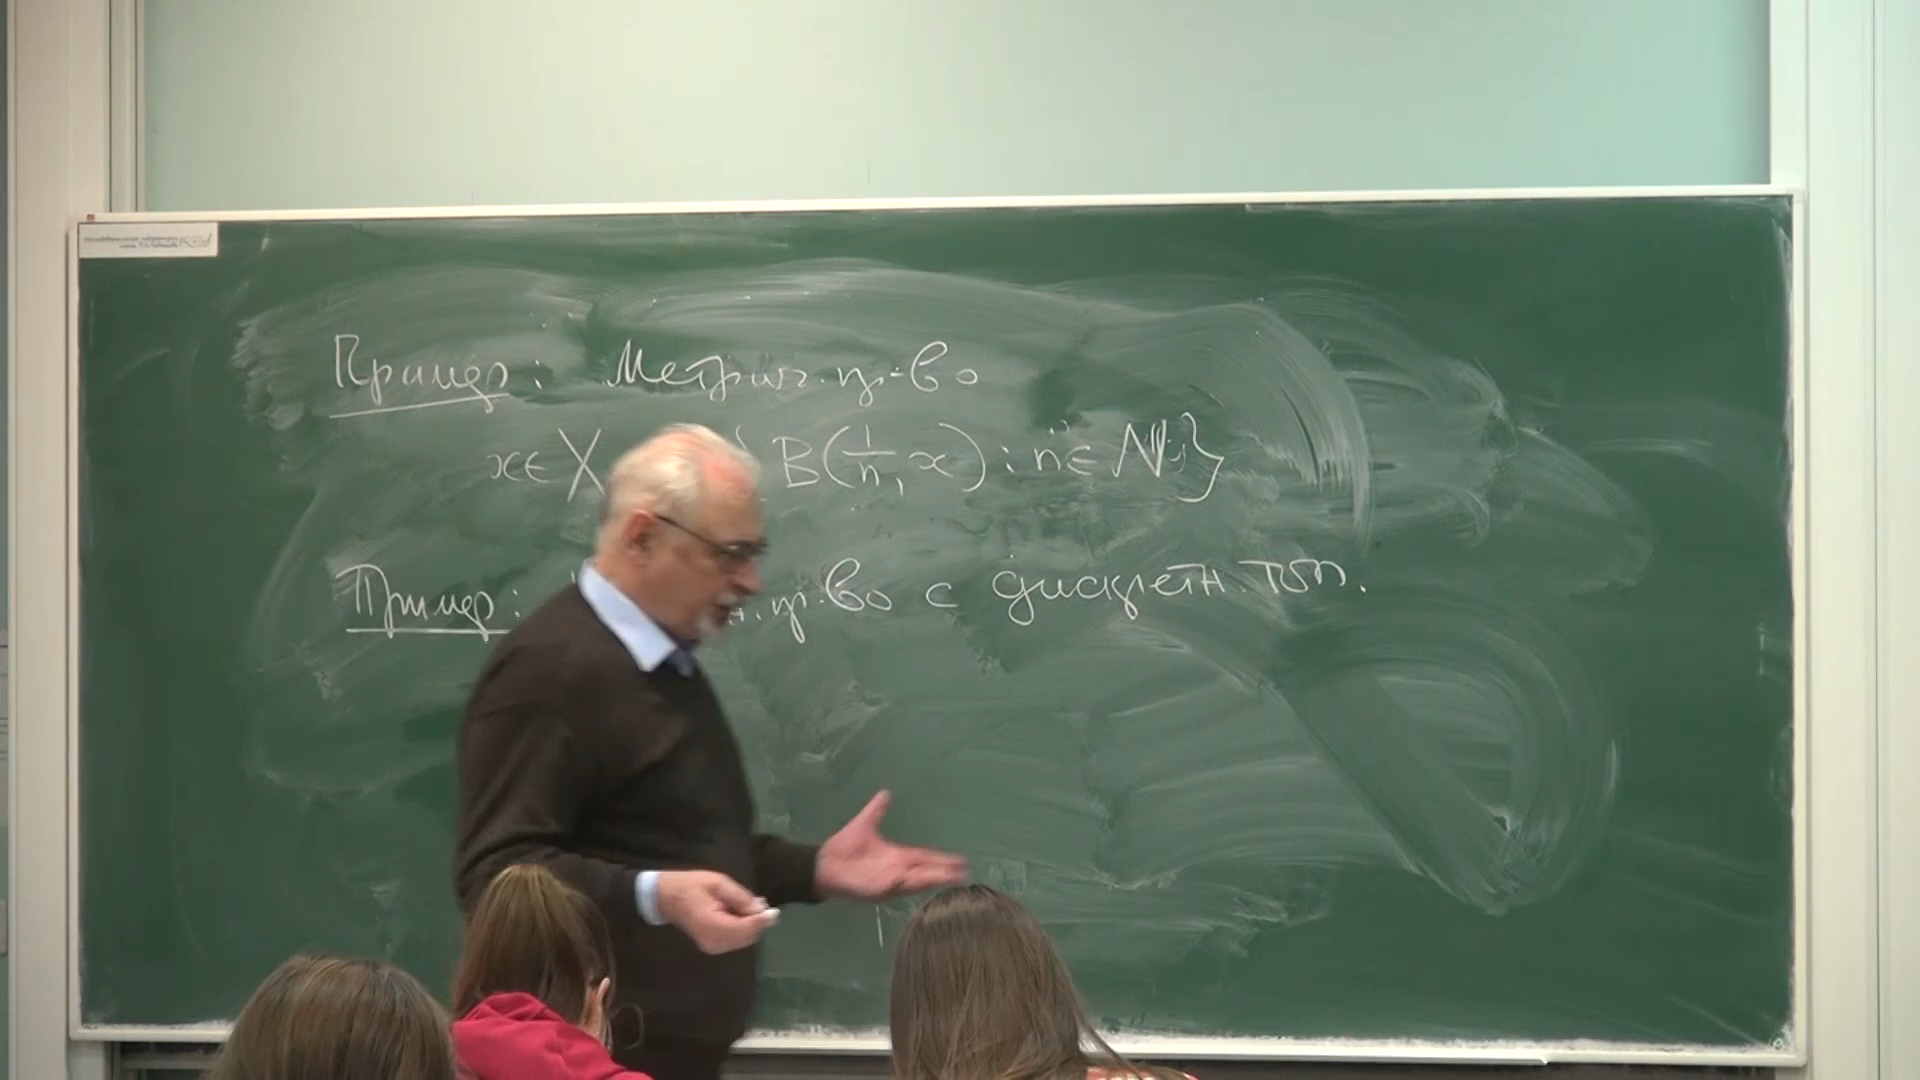 Пример: Метрич. пр-во
x∈X { B(1/n, x) : n ∈ N }
Пример: н. пр-во с дискретн. топ.